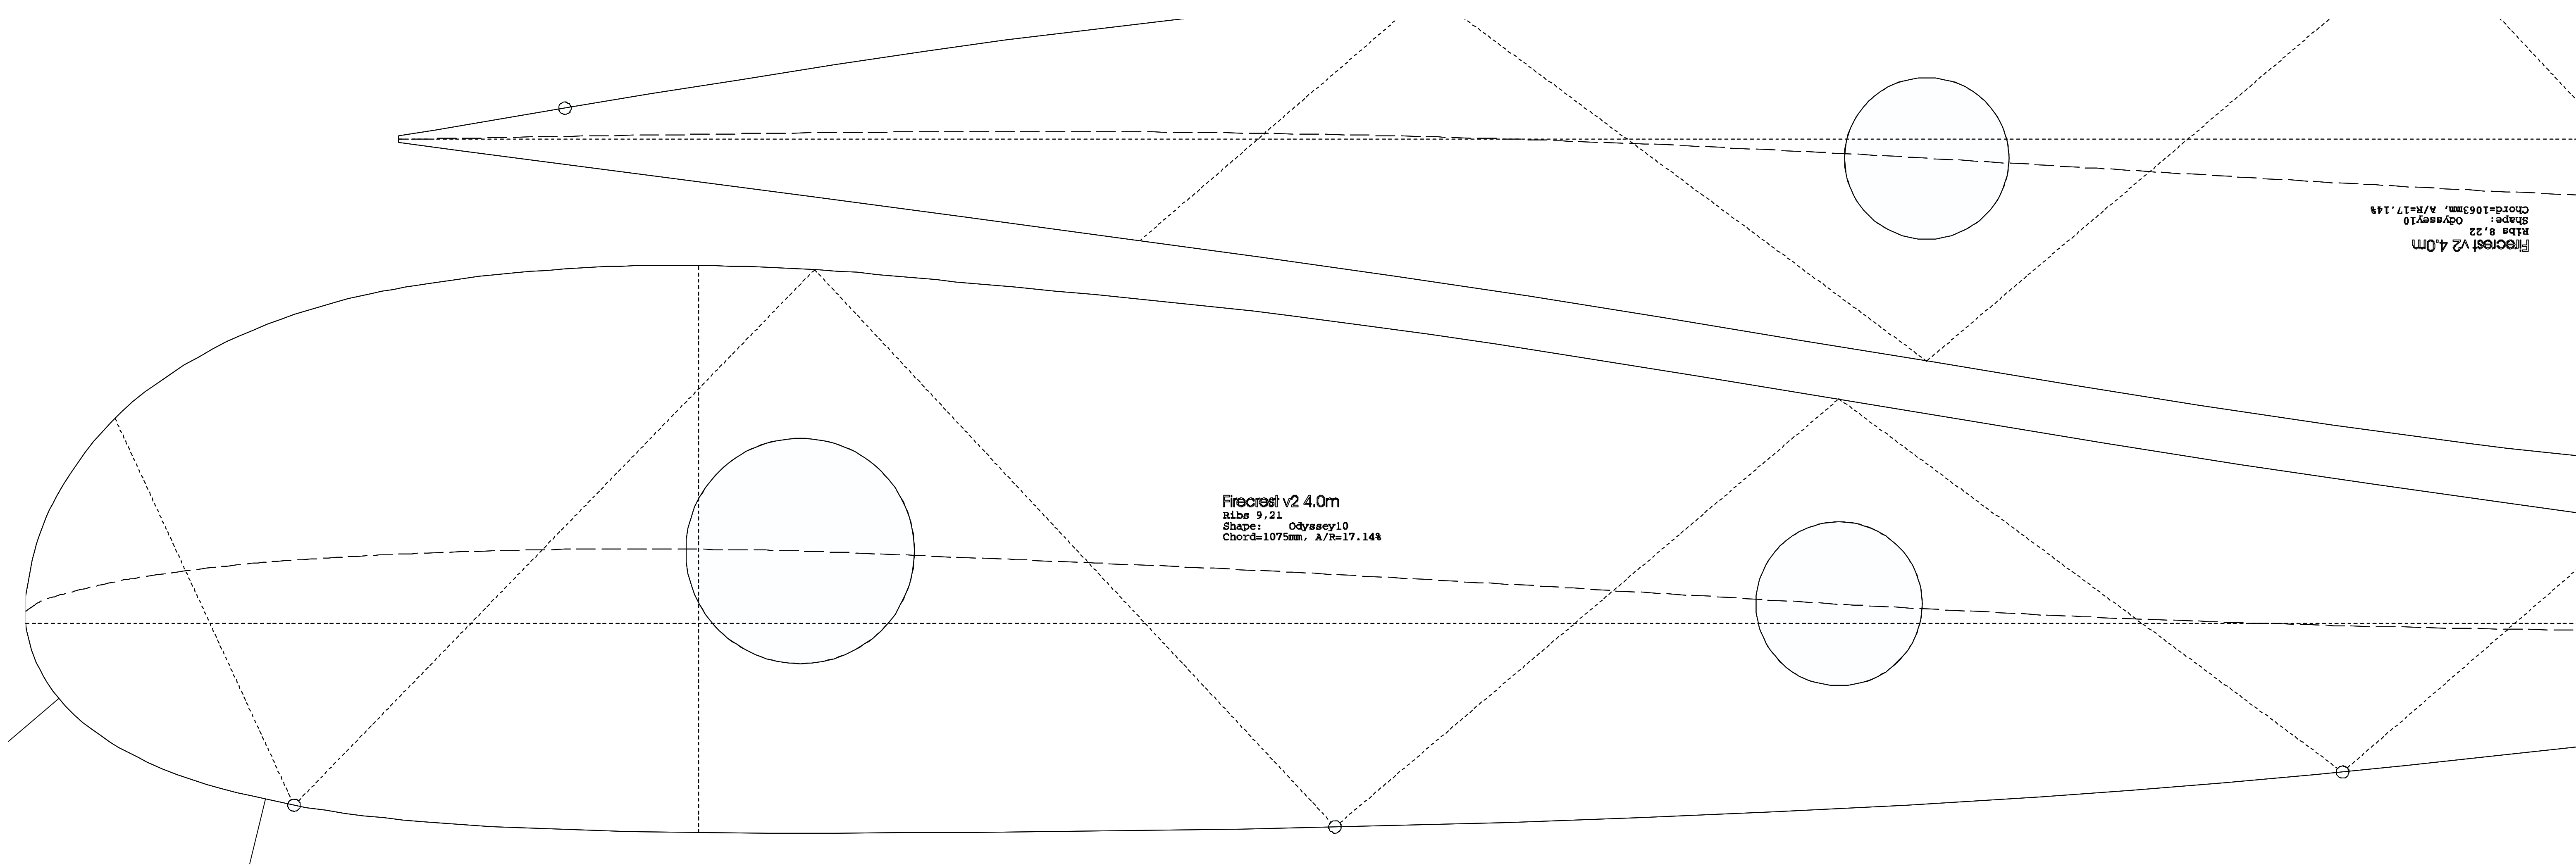 Chord=1063mm, A/R=17.14%
Shape:    Odyssey10
Ribs 8,22
Firecrest v2 4.0m
Firecrest v2 4.0m
Ribs 9,21
Shape:    Odyssey10
Chord=1075mm, A/R=17.14%